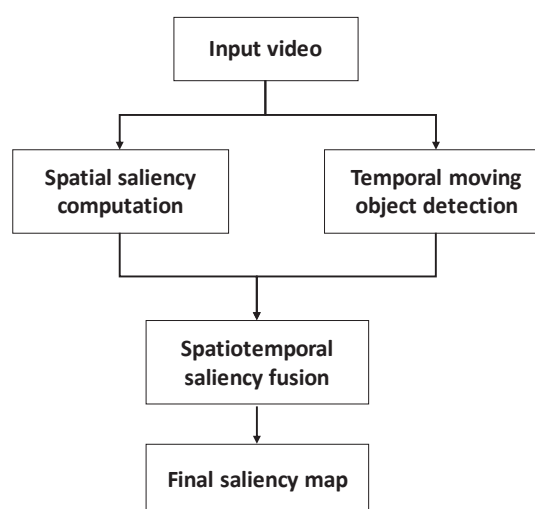 Input video
Spatial saliency
computation
Temporal moving
object detection
Spatiotemporal
saliency fusion
Final saliency map